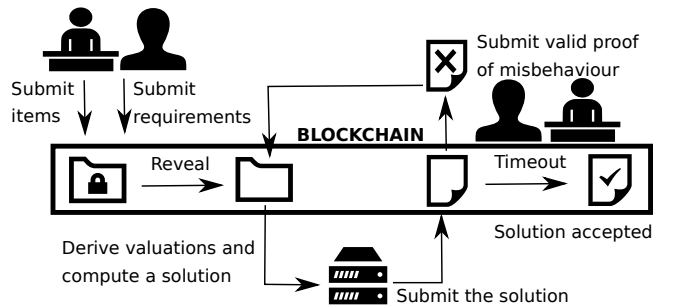 Submit
items
Submit
requirements
Submit valid proof
of misbehaviour
BLOCKCHAIN
Reveal
Timeout
Solution accepted
Derive valuations and
compute a solution
Submit the solution